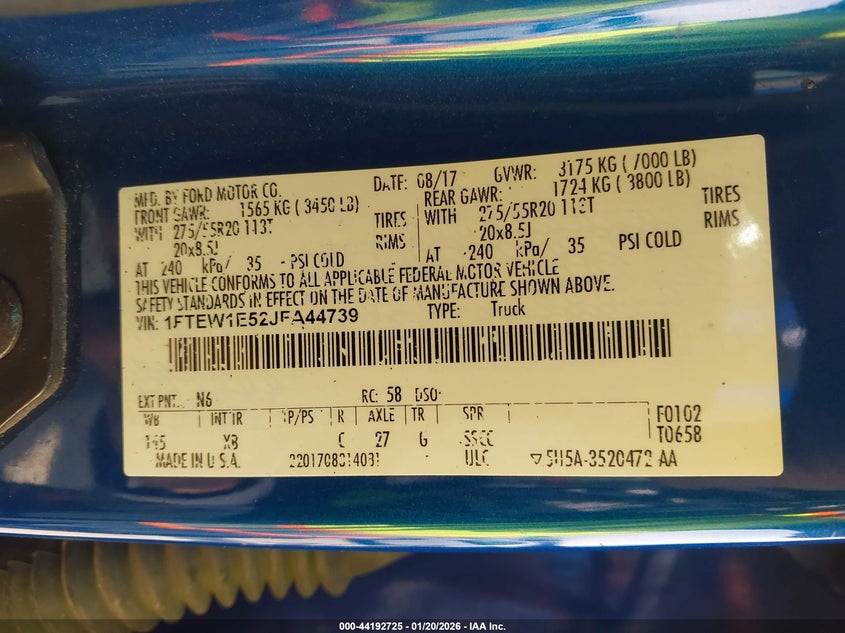 MFD. BY FORD MOTOR CO.
DATE: 08/17 GVWR: 3175 KG ( 7000 LB)
FRONT GAWR: 1565 KG ( 3450 LB)
REAR GAWR: 1724 KG ( 3800 LB)
WITH 275/55R20 113T TIRES
WITH 275/55R20 113T TIRES
20x8.5J RIMS
20x8.5J RIMS
AT 240 kPa/ 35 PSI COLD
AT 240 kPa/ 35 PSI COLD
THIS VEHICLE CONFORMS TO ALL APPLICABLE FEDERAL MOTOR VEHICLE
SAFETY STANDARDS IN EFFECT ON THE DATE OF MANUFACTURE SHOWN ABOVE.
VIN: 1FTEW1E52JFA44739 TYPE: Truck
EXT PNT: N6 RC: 58 DSO:
WB INT TR TP/PS R AXLE TR SPR F0102
145 XB C 27 G T0658
MADE IN U.S.A. ULC
000-44192725 - 01/20/2026 - IAA Inc.